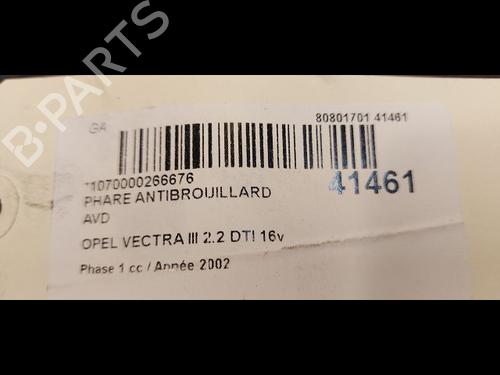 B-PARTS
GA
80801701 41461
*1070000266676
41461
PHARE ANTIBROUILLARD
AVD
OPEL VECTRA III 2.2 DTI 16v
Phase 1 cc / Année 2002